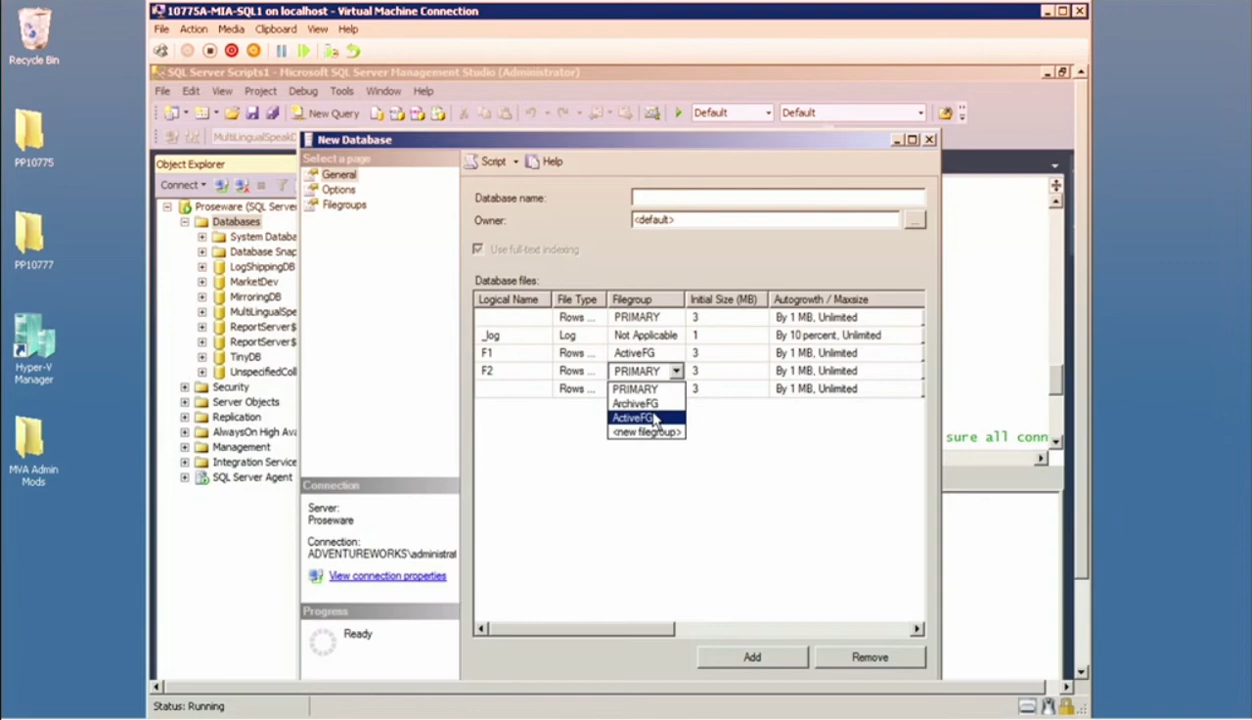 10775A-MIA-SQL1 on localhost - Virtual Machine Connection
File Action Media Clipboard View Help
SQL Server Scripts1 - Microsoft SQL Server Management Studio (Administrator)
File Edit View Project Debug Tools Window Help
New Query
Default
Default
MultiLingualSpeakD
Object Explorer
Connect
Proseware (SQL Serve
Databases
System Databa
Database Snap
LogShippingDB
MarketDev
MirroringDB
MultiLingualSpe
ReportServer$
ReportServer$
TinyDB
UnspecifiedColl
Security
Server Objects
Replication
AlwaysOn High Ava
Management
Integration Service
SQL Server Agent
New Database
Select a page
General
Options
Filegroups
Script Help
Database name:
Owner: <default> ...
Use full-text indexing
Database files:
Logical Name File Type Filegroup Initial Size (MB) Autogrowth / Maxsize
Rows ... PRIMARY 3 By 1 MB, Unlimited
_log Log Not Applicable 1 By 10 percent, Unlimited
F1 Rows ... ActiveFG 3 By 1 MB, Unlimited
F2 Rows ... PRIMARY 3 By 1 MB, Unlimited
Rows ... 3 By 1 MB, Unlimited
PRIMARY
ArchiveFG
ActiveFG
<new filegroup>
sure all conn
Connection
Server:
Proseware
Connection:
ADVENTUREWORKS\administrat
View connection properties
Progress
Ready
Add Remove
Status: Running
Recycle Bin
PP10775
PP10777
Hyper-V
Manager
MVA Admin
Mods